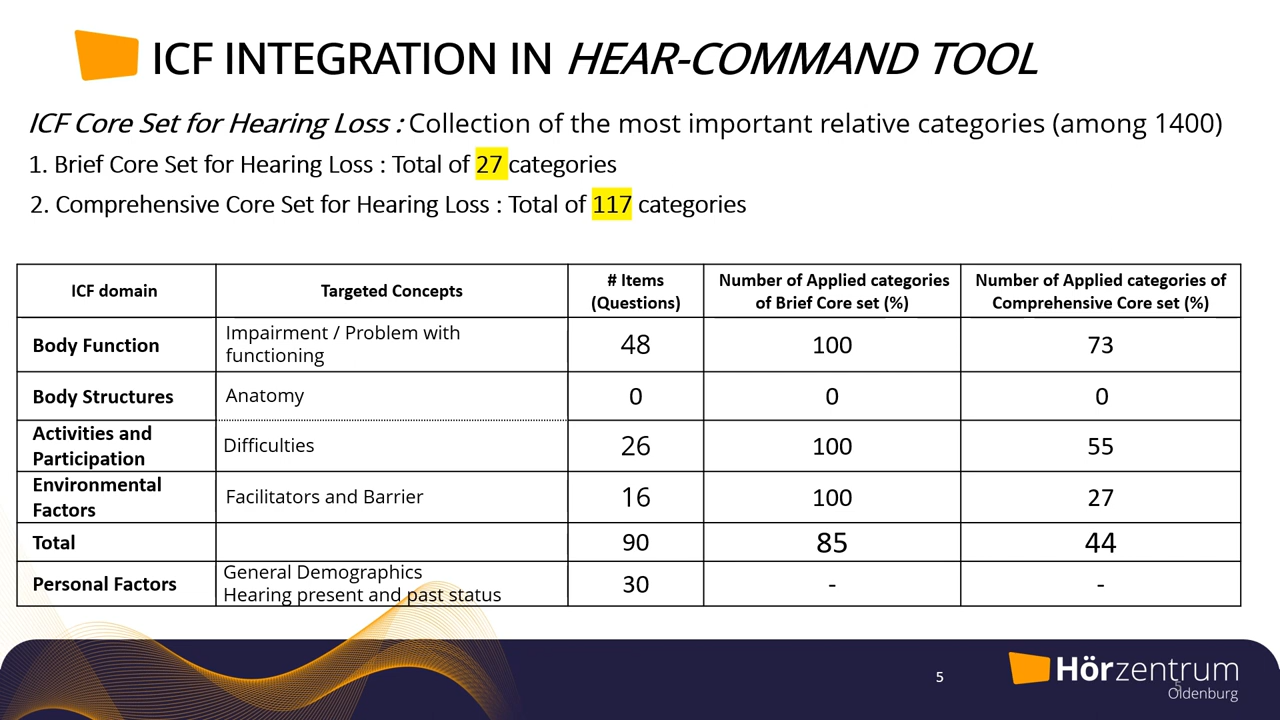 ICF INTEGRATION IN HEAR-COMMAND TOOL
ICF Core Set for Hearing Loss : Collection of the most important relative categories (among 1400)
1. Brief Core Set for Hearing Loss : Total of 27 categories
2. Comprehensive Core Set for Hearing Loss : Total of 117 categories
ICF domain
Targeted Concepts
# Items
(Questions)
Number of Applied categories
of Brief Core set (%)
Number of Applied categories of
Comprehensive Core set (%)
Body Function
Impairment / Problem with
functioning
48
100
73
Body Structures
Anatomy
0
0
0
Activities and
Participation
Difficulties
26
100
55
Environmental
Factors
Facilitators and Barrier
16
100
27
Total
90
85
44
Personal Factors
General Demographics
Hearing present and past status
30
-
-
5
Hörzentrum
Oldenburg
5